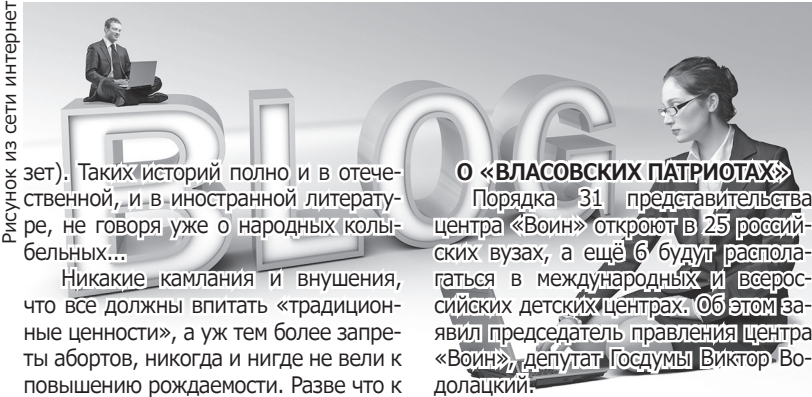 Рисунок из сети интернет
BLOG
зет). Таких историй полно и в отече-
ственной, и в иностранной литерату-
ре, не говоря уже о народных колы-
бельных...
Никакие камлания и внушения,
что все должны впитать «традицион-
ные ценности», а уж тем более запре-
ты абортов, никогда и нигде не вели к
повышению рождаемости. Разве что к
О «ВЛАСОВСКИХ ПАТРИОТАХ»
Порядка 31 представительства
центра «Воин» откроют в 25 россий-
ских вузах, а ещё 6 будут распола-
гаться в международных и всерос-
сийских детских центрах. Об этом за-
явил председатель правления центра
«Воин», депутат Госдумы Виктор Во-
долацкий.